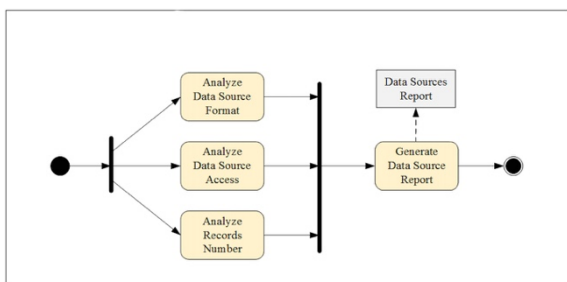 Analyze
Data Source
Format
Analyze
Data Source
Access
Analyze
Records
Number
Data Sources
Report
Generate
Data Source
Report